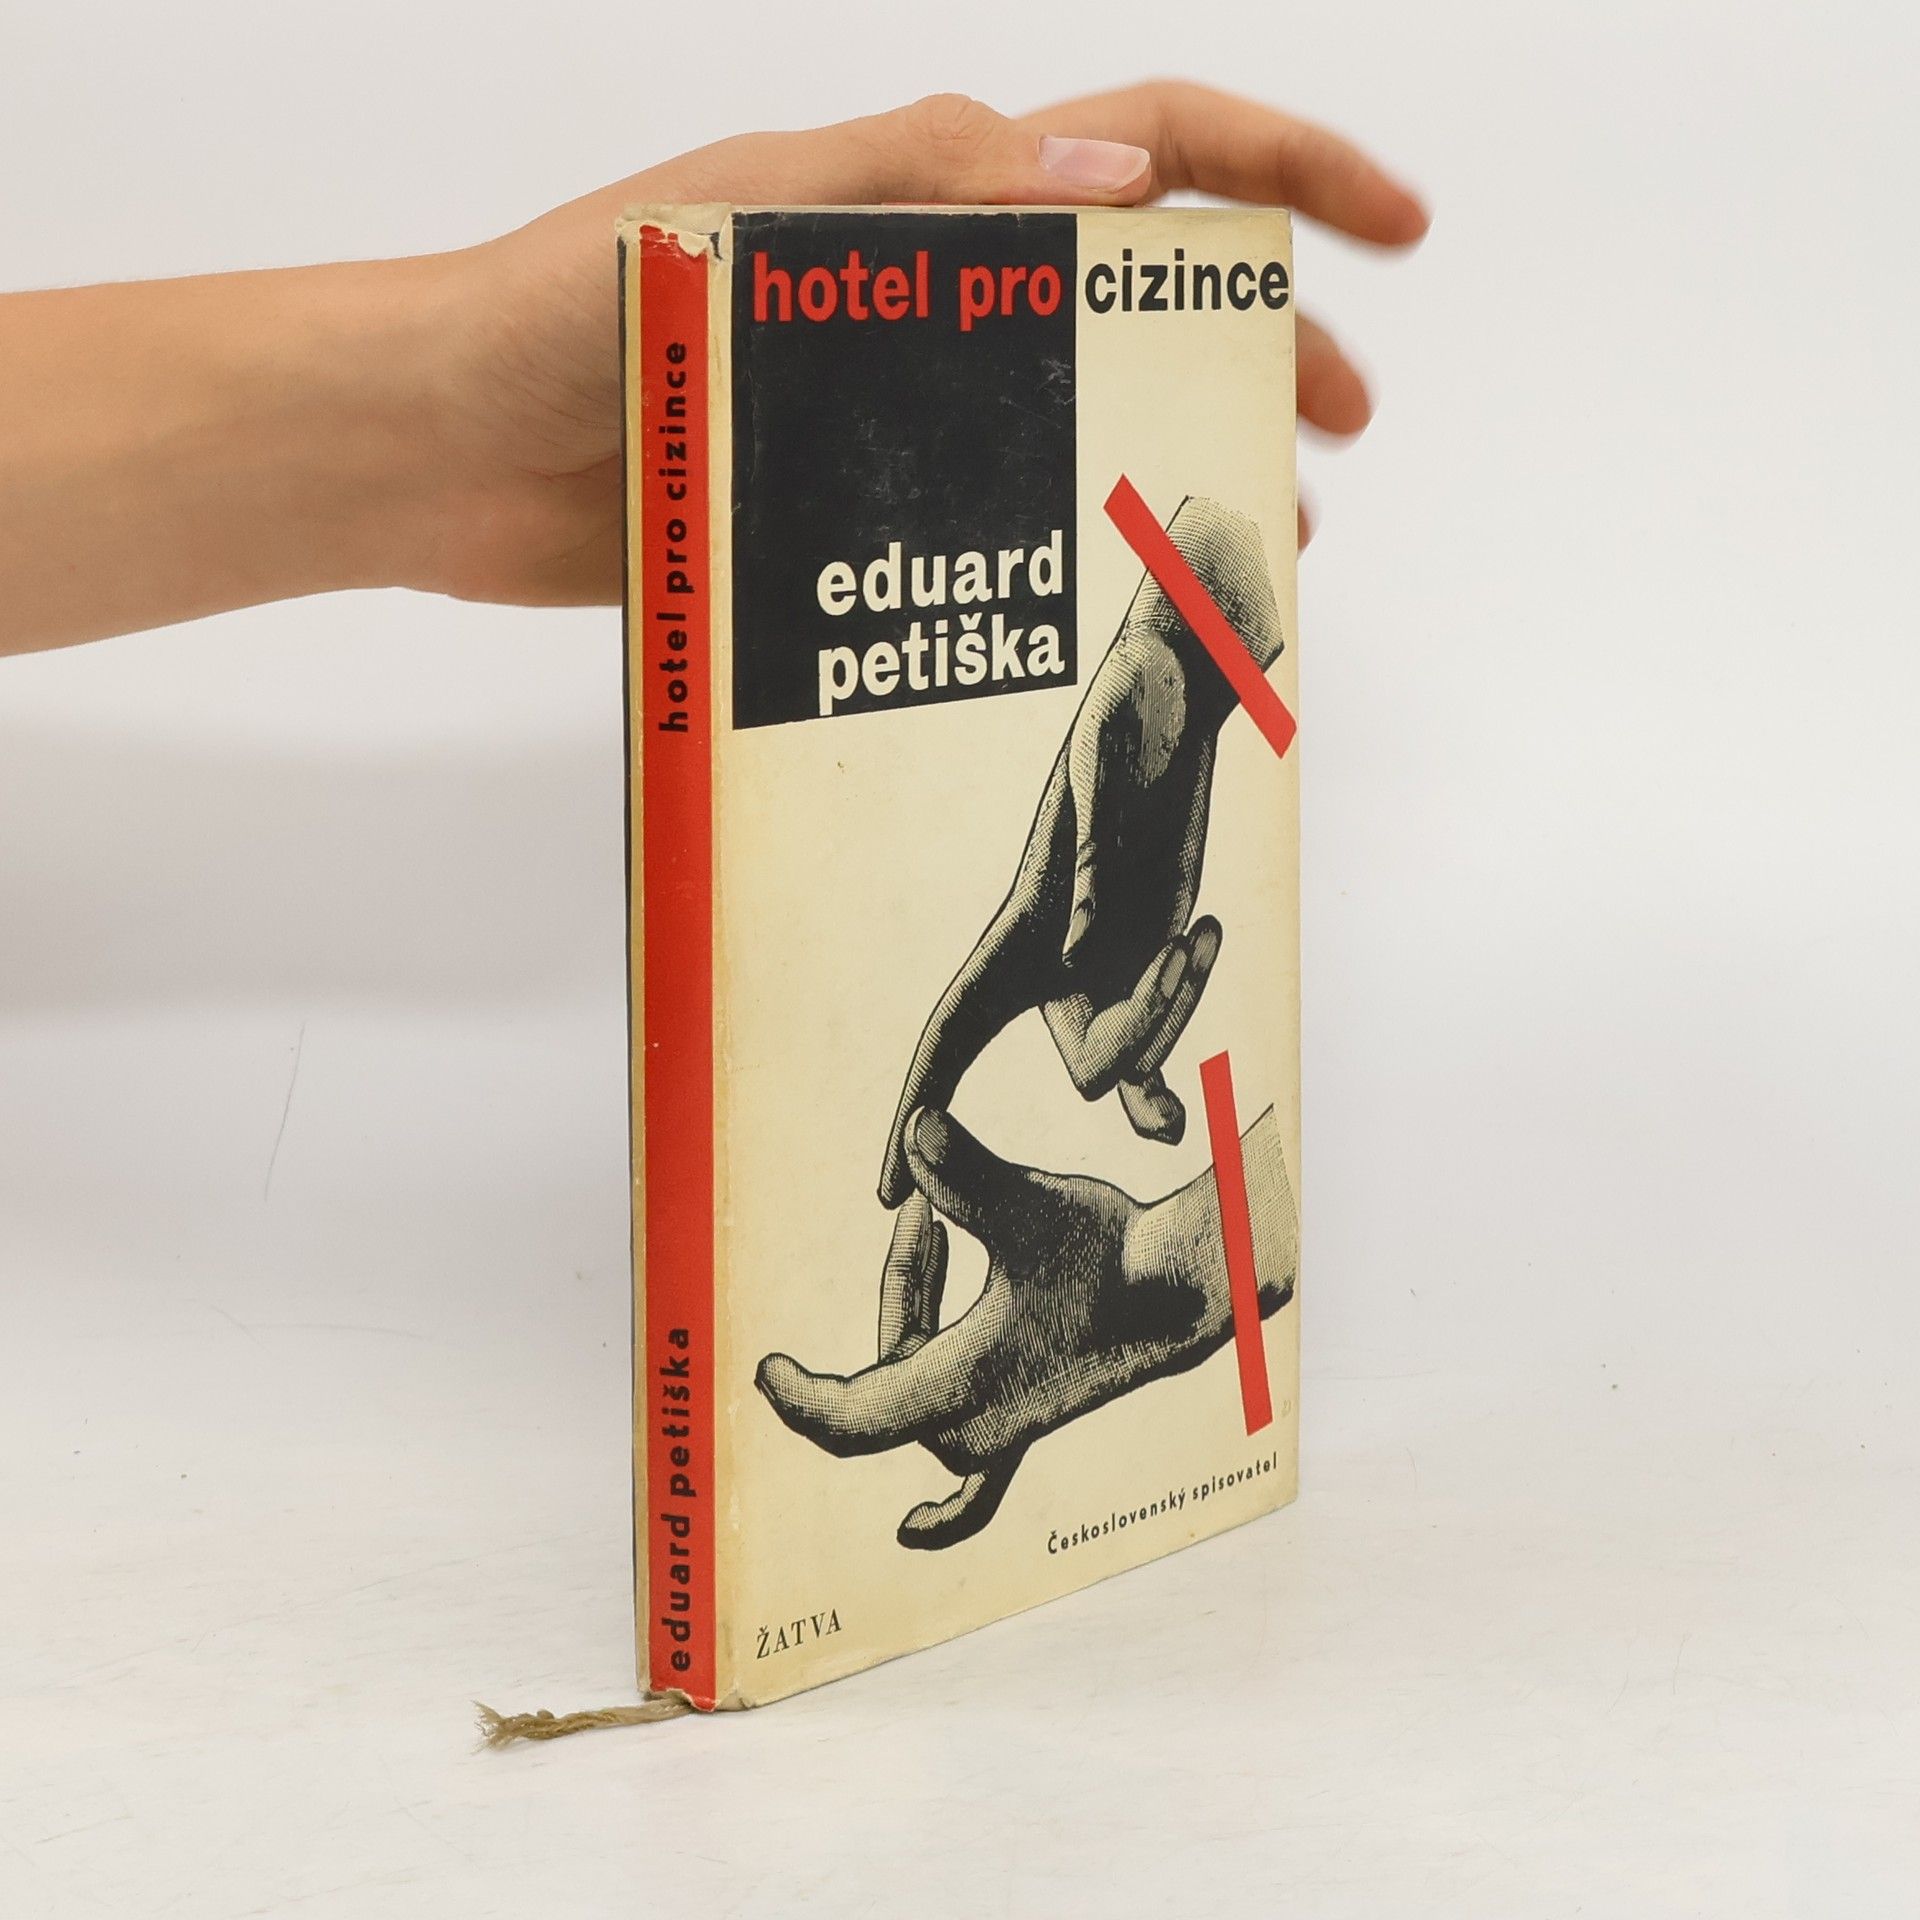 hotel pro cizince
eduard
petiška
Československý spisovatel
ŽATVA
hotel pro cizince
eduard petiška